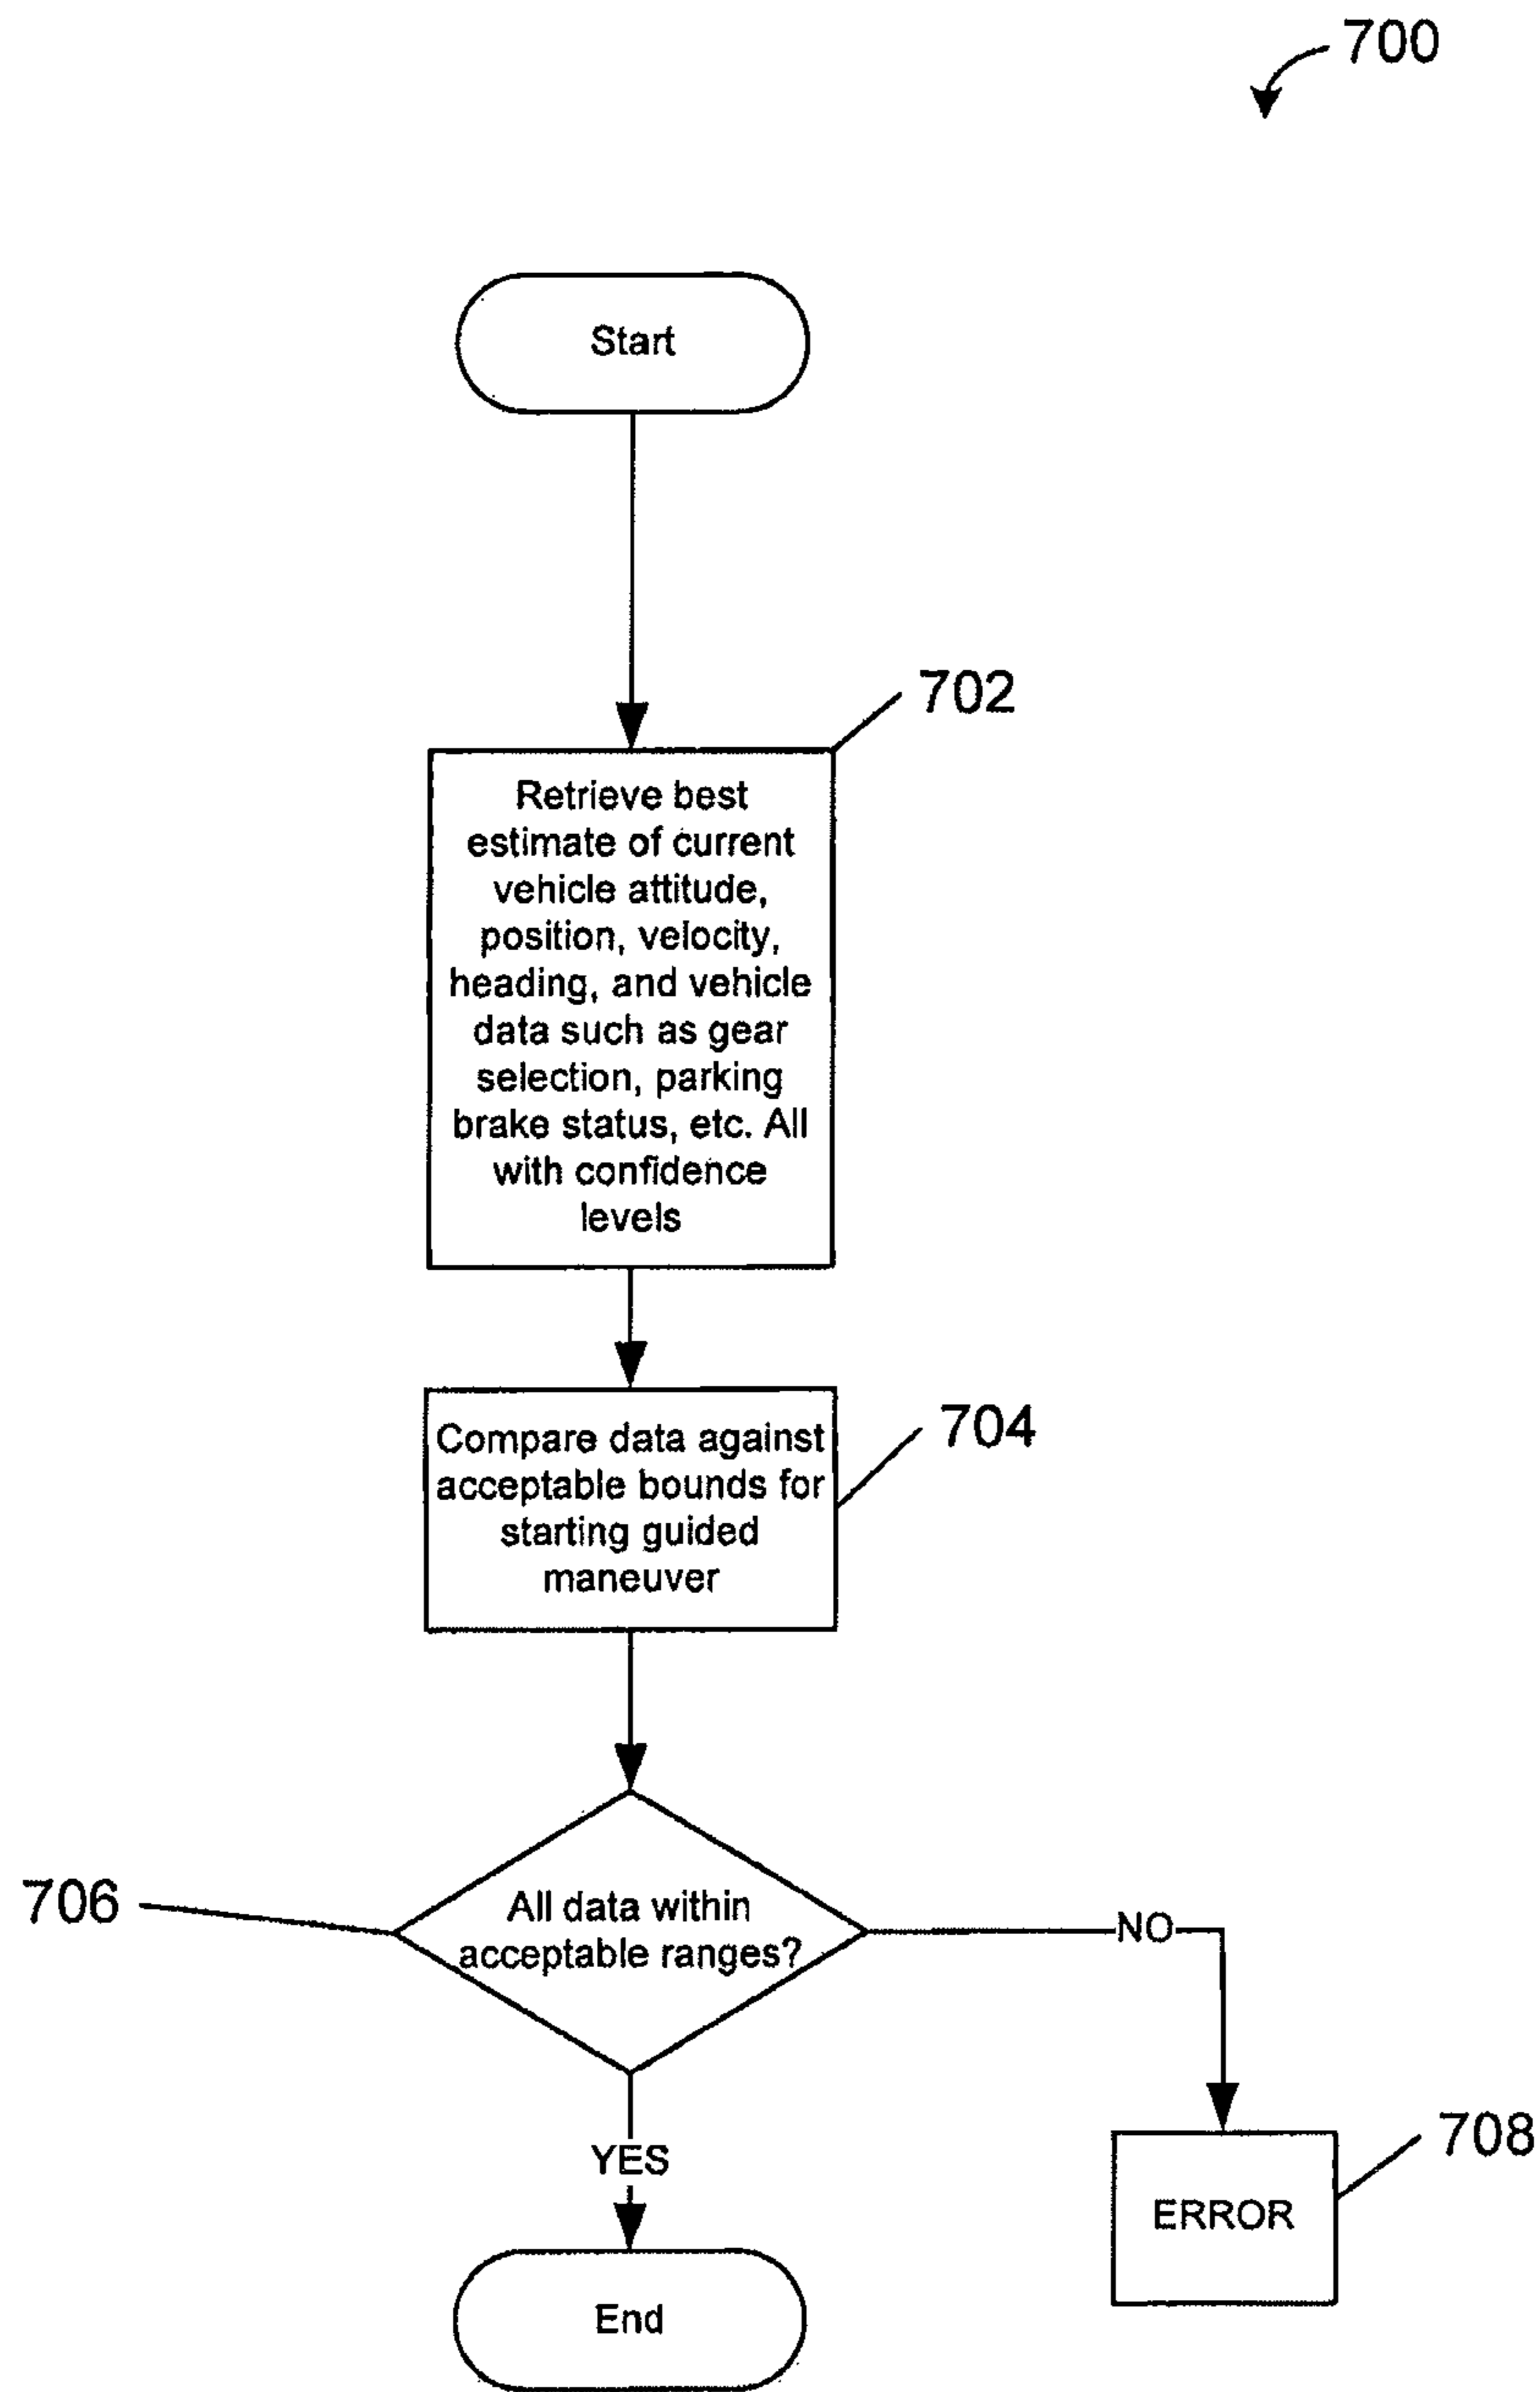 700
Start
702
Retrieve best
estimate of current
vehicle attitude,
position, velocity,
heading, and vehicle
data such as gear
selection, parking
brake status, etc. All
with confidence
levels
704
Compare data against
acceptable bounds for
starting guided
maneuver
706
All data within
acceptable ranges?
NO
YES
708
ERROR
End